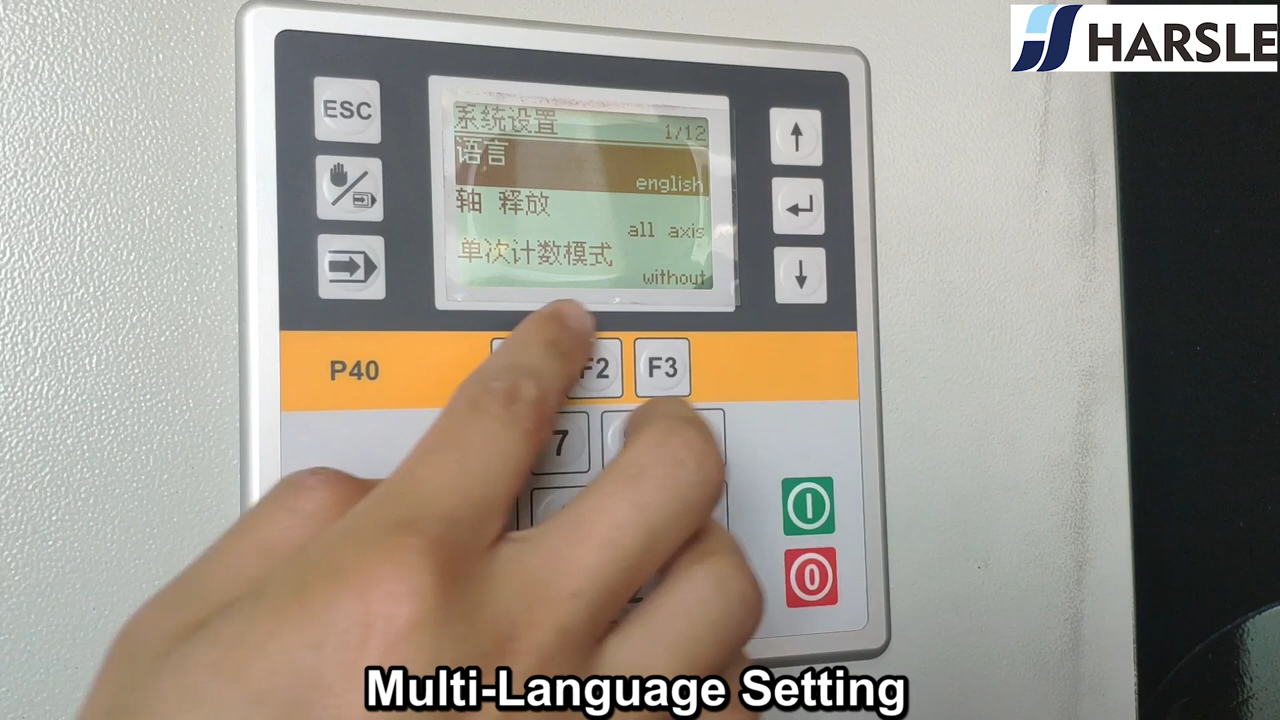 HARSLE
ESC
系统设置 1/12
语言
english
轴 释放
all axis
单次计数模式
without
P40
F2
F3
7
Multi-Language Setting